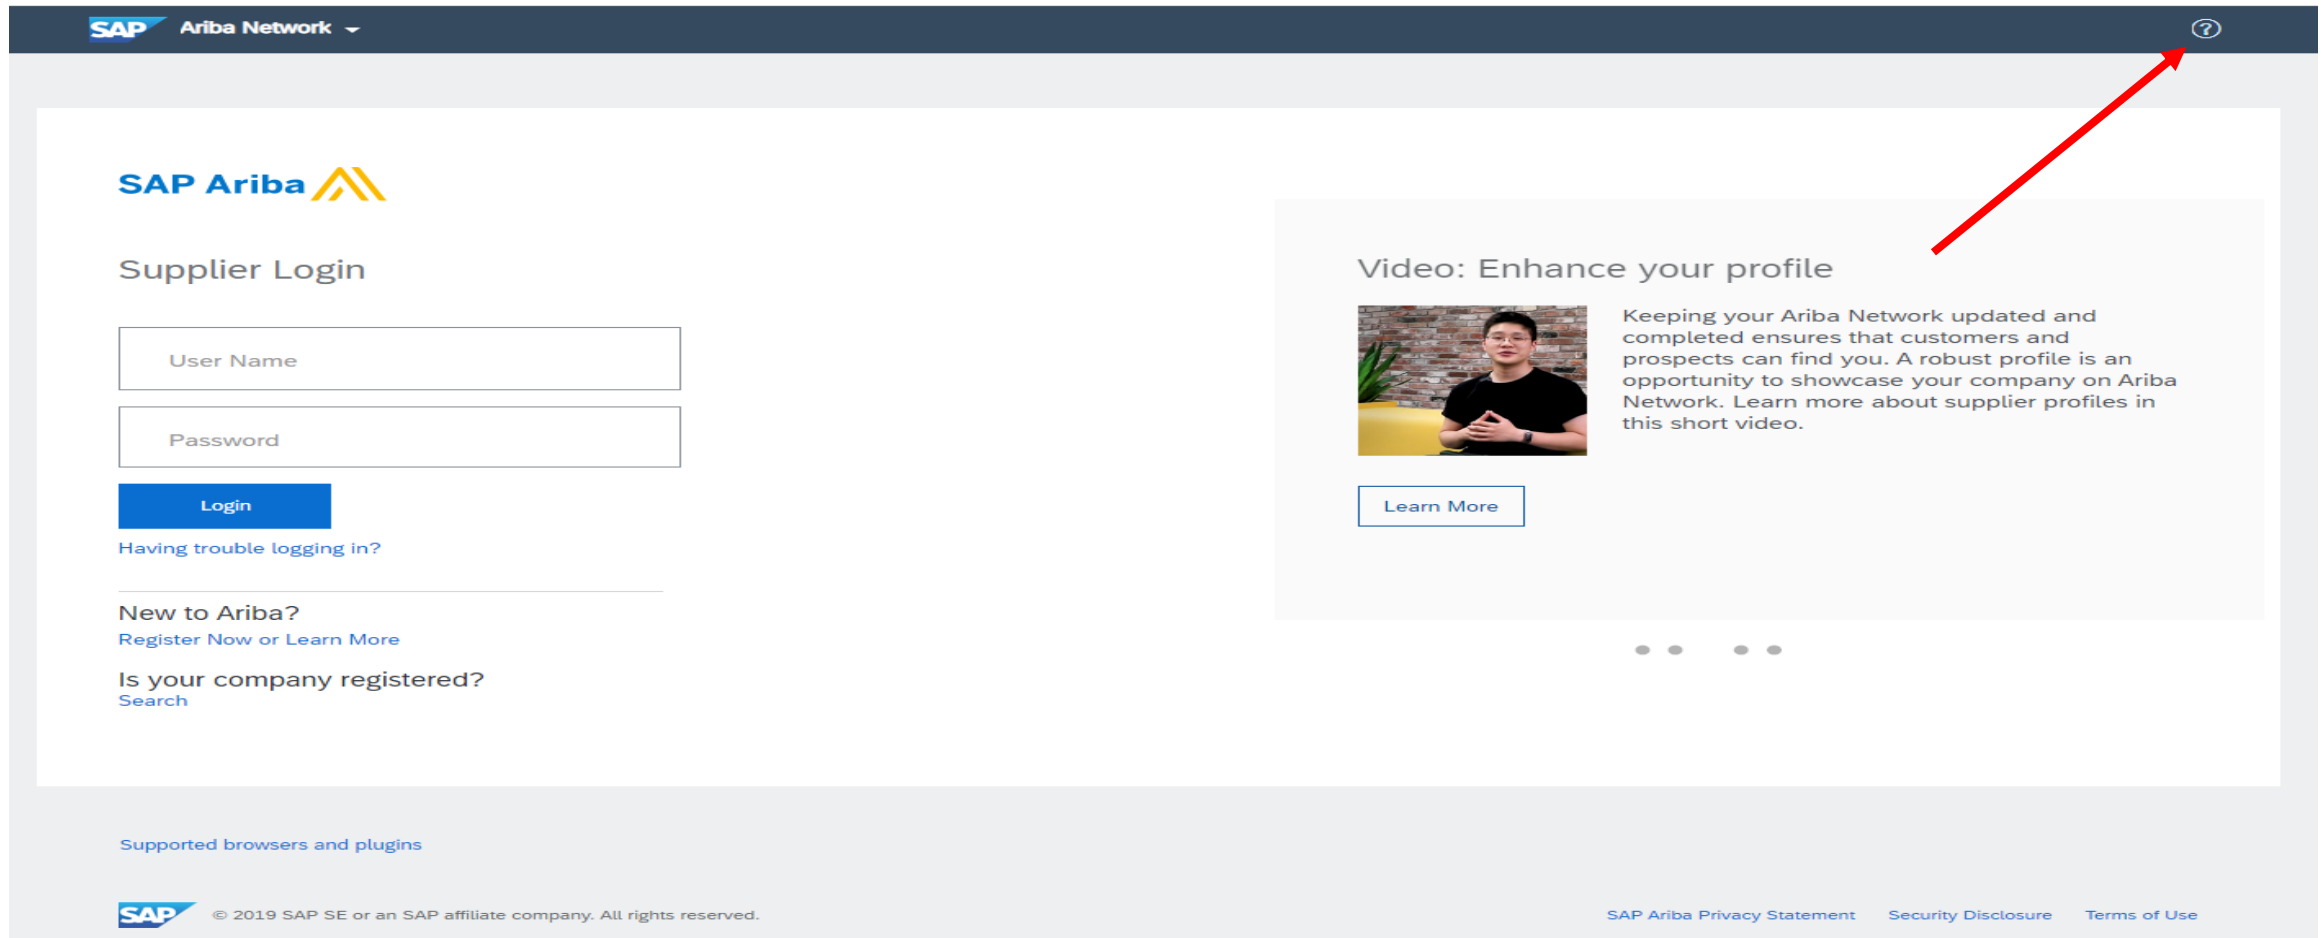 SAP Ariba Network
?
SAP Ariba
Supplier Login
User Name
Password
Login
Having trouble logging in?
New to Ariba?
Register Now or Learn More
Is your company registered?
Search
Video: Enhance your profile
Keeping your Ariba Network updated and
completed ensures that customers and
prospects can find you. A robust profile is an
opportunity to showcase your company on Ariba
Network. Learn more about supplier profiles in
this short video.
Learn More
Supported browsers and plugins
SAP © 2019 SAP SE or an SAP affiliate company. All rights reserved.
SAP Ariba Privacy Statement Security Disclosure Terms of Use